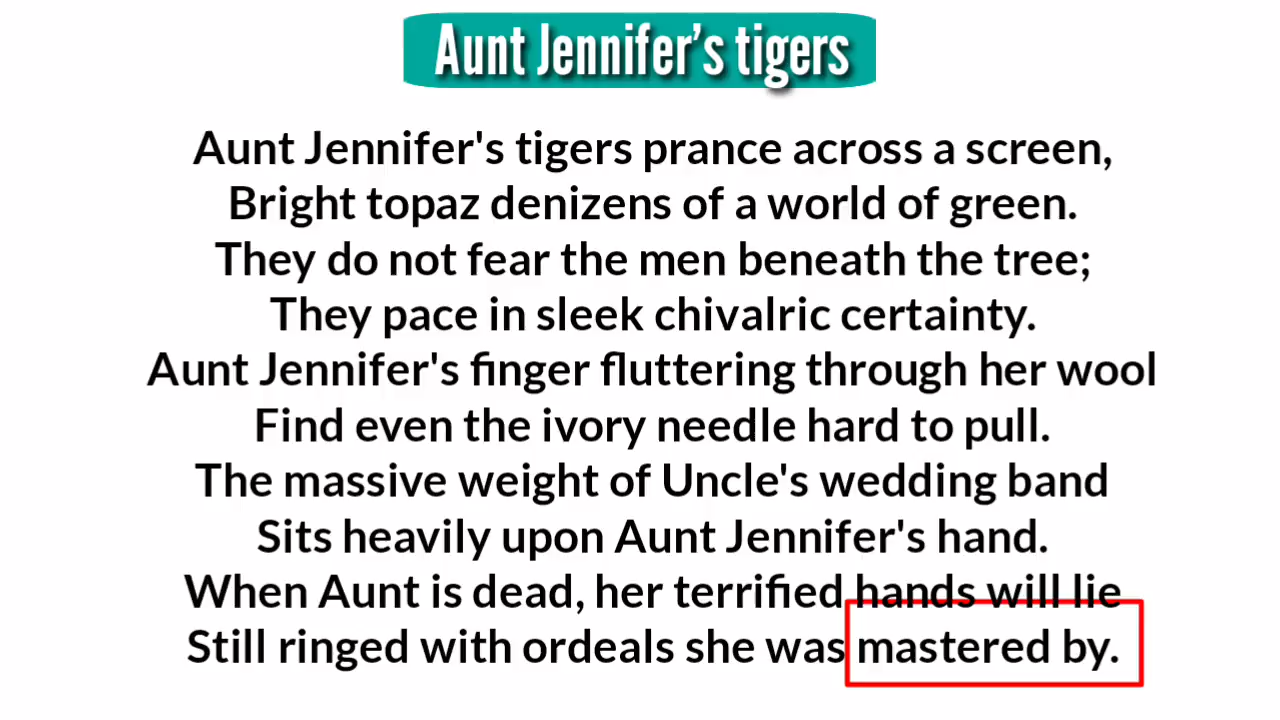 Aunt Jennifer's tigers
Aunt Jennifer's tigers prance across a screen,
Bright topaz denizens of a world of green.
They do not fear the men beneath the tree;
They pace in sleek chivalric certainty.
Aunt Jennifer's finger fluttering through her wool
Find even the ivory needle hard to pull.
The massive weight of Uncle's wedding band
Sits heavily upon Aunt Jennifer's hand.
When Aunt is dead, her terrified hands will lie
Still ringed with ordeals she was mastered by.